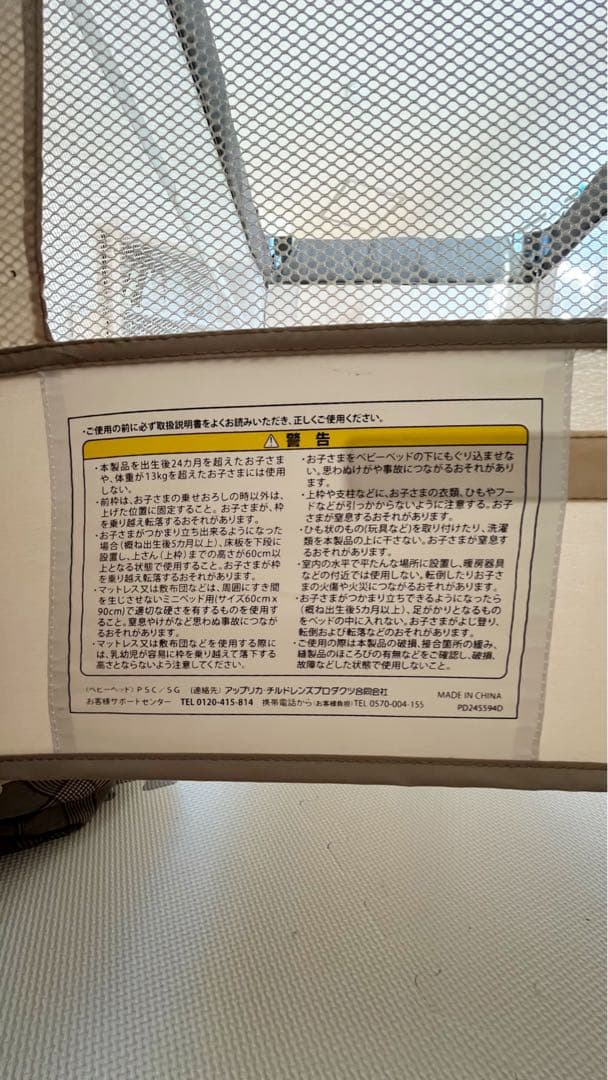 ・ご使用の前に必ず取扱説明書をよくお読みいただき、正しくご使用ください。
⚠ 警 告
・本製品を出生後24カ月を超えたお子さま
や、体重が13kgを超えたお子さまには使用
しない。
・前枠は、お子さまの乗せおろしの時以外は、
上げた位置に固定すること。お子さまが、枠
を乗り越え転落するおそれがあります。
・お子さまがつかまり立ち出来るようになった
場合(概ね出生後5カ月以上)、床板を下段に
設置し、上さん(上枠)までの高さが60cm以
上となる状態で使用すること。お子さまが枠
を乗り越え転落するおそれがあります。
・マットレス又は敷布団などは、周囲にすき間
を生じさせないミニベッド用(サイズ60cm x
90cm)で適切な硬さを有するものを使用す
ること。窒息やけがなど思わぬ事故につなが
るおそれがあります。
・マットレス又は敷布団などを使用する際に
は、乳幼児が容易に枠を乗り越えて落下する
高さとならないよう注意してください。
・お子さまをベビーベッドの下にもぐり込ませな
い。思わぬけがや事故につながるおそれがありま
す。
・上枠や支柱などに、お子さまの衣類、ひもやフー
ドなどが引っかからないように注意する。お子さ
まが窒息するおそれがあります。
・ひも状のもの(玩具など)を取り付けたり、洗濯
類を本製品の上に干さない。お子さまが窒息す
るおそれがあります。
・室内の水平で平たんな場所に設置し、暖房器具
などの付近では使用しない。転倒したりお子さ
まの火傷や火災につながるおそれがあります。
・お子さまがつかまり立ちできるようになったら
(概ね出生後5カ月以上)、足がかりとなるもの
をベッドの中に入れない。お子さまがよじ登り、
転倒および転落などのおそれがあります。
・ご使用の際は本製品の破損、接合箇所の緩み、
縫製品のほころびの有無などをご確認し、破損、
故障などした状態で使用しないこと。
(ベビーベッド) PSC/SG (連絡先) アップリカ・チルドレンズプロダクツ合同会社
お客様サポートセンター TEL 0120-415-814 携帯電話から(お客様負担)TEL 0570-004-155
MADE IN CHINA
PD245594D